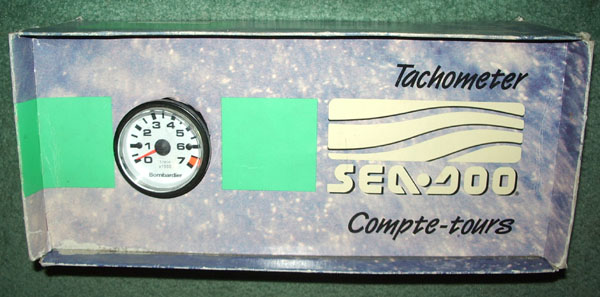 Tachometer
SEA•DOO®
Compte-tours
0 1 2 3 4 5 6 7
Bombardier